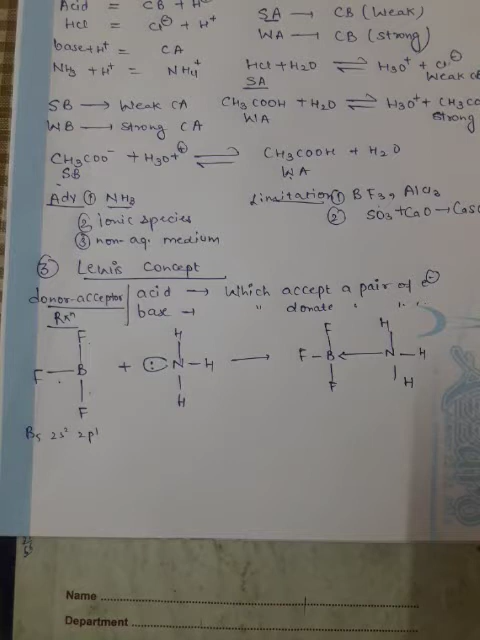 Acid = CB + H⊕
HCl = Cl⊖ + H+
base + H+ = CA
NH3 + H+ = NH4+
SB → Weak CA
WB → Strong CA
SA → CB (Weak)
WA → CB (strong)
HCl + H2O ⇌ H3O+ + Cl⊖
SA Weak CB
CH3COOH + H2O ⇌ H3O+ + CH3CO
WA Strong
CH3COO- + H3O+ ⇌ CH3COOH + H2O
SB WA
Adv ① NH3
② ionic species
③ non-aq. medium
Limitation ① BF3, AlCl3
② SO3 + CaO → CaSO
③ Lewis Concept
donor-acceptor Rxn
acid → Which accept a pair of e⊖
base → " donate " " "
F H F H
F — B + : N — H → F — B ← N — H
F H F H
B5 2s2 2p1
Name
Department